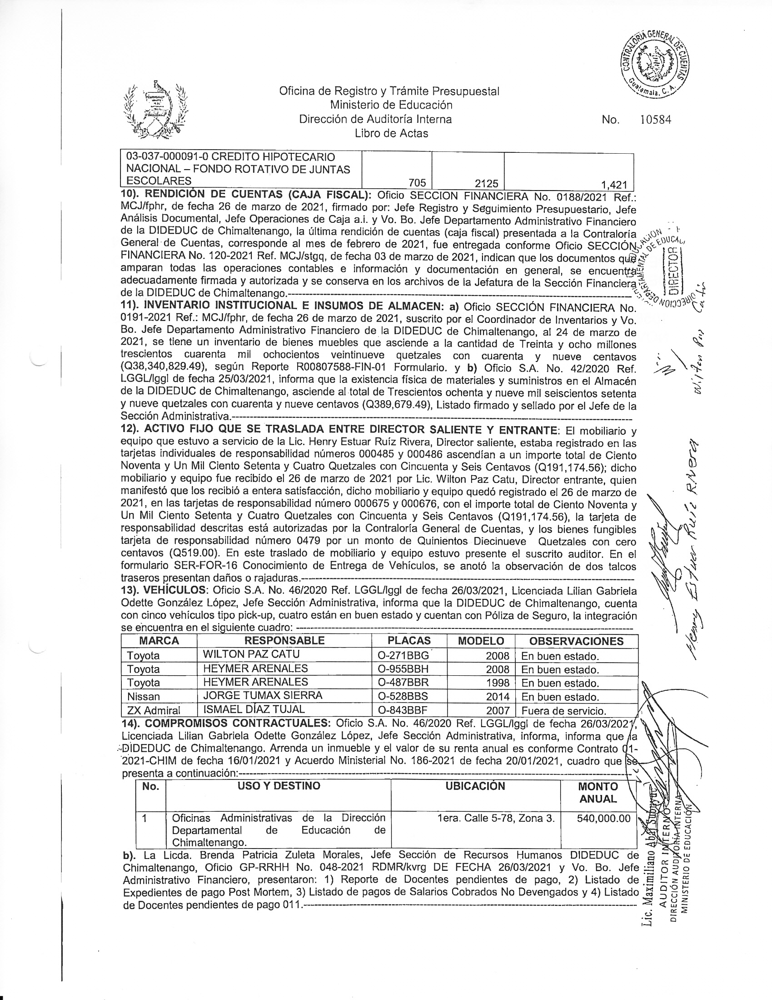 CONTRALORÍA GENERAL DE CUENTAS
Guatemala, C. A.
Oficina de Registro y Trámite Presupuestal
Ministerio de Educación
Dirección de Auditoría Interna
Libro de Actas
No. 10584
03-037-000091-0 CREDITO HIPOTECARIO
NACIONAL – FONDO ROTATIVO DE JUNTAS
ESCOLARES 705 2125 1,421
10). RENDICIÓN DE CUENTAS (CAJA FISCAL): Oficio SECCION FINANCIERA No. 0188/2021 Ref.:
MCJ/fphr, de fecha 26 de marzo de 2021, firmado por: Jefe Registro y Seguimiento Presupuestario, Jefe
Análisis Documental, Jefe Operaciones de Caja a.i. y Vo. Bo. Jefe Departamento Administrativo Financiero
de la DIDEDUC de Chimaltenango, la última rendición de cuentas (caja fiscal) presentada a la Contraloría
General de Cuentas, corresponde al mes de febrero de 2021, fue entregada conforme Oficio SECCIÓN
FINANCIERA No. 120-2021 Ref. MCJ/stgq, de fecha 03 de marzo de 2021, indican que los documentos que
amparan todas las operaciones contables e información y documentación en general, se encuentra
adecuadamente firmada y autorizada y se conserva en los archivos de la Jefatura de la Sección Financiera
de la DIDEDUC de Chimaltenango.-----
11). INVENTARIO INSTITUCIONAL E INSUMOS DE ALMACEN: a) Oficio SECCIÓN FINANCIERA No.
0191-2021 Ref.: MCJ/fphr, de fecha 26 de marzo de 2021, suscrito por el Coordinador de Inventarios y Vo.
Bo. Jefe Departamento Administrativo Financiero de la DIDEDUC de Chimaltenango, al 24 de marzo de
2021, se tiene un inventario de bienes muebles que asciende a la cantidad de Treinta y ocho millones
trescientos cuarenta mil ochocientos veintinueve quetzales con cuarenta y nueve centavos
(Q38,340,829.49), según Reporte R00807588-FIN-01 Formulario. y b) Oficio S.A. No. 42/2020 Ref.
LGGL/lggl de fecha 25/03/2021, informa que la existencia física de materiales y suministros en el Almacén
de la DIDEDUC de Chimaltenango, asciende al total de Trescientos ochenta y nueve mil seiscientos setenta
y nueve quetzales con cuarenta y nueve centavos (Q389,679.49), Listado firmado y sellado por el Jefe de la
Sección Administrativa.-----
12). ACTIVO FIJO QUE SE TRASLADA ENTRE DIRECTOR SALIENTE Y ENTRANTE: El mobiliario y
equipo que estuvo a servicio de la Lic. Henry Estuar Ruíz Rivera, Director saliente, estaba registrado en las
tarjetas individuales de responsabilidad números 000485 y 000486 ascendían a un importe total de Ciento
Noventa y Un Mil Ciento Setenta y Cuatro Quetzales con Cincuenta y Seis Centavos (Q191,174.56); dicho
mobiliario y equipo fue recibido el 26 de marzo de 2021 por Lic. Wilton Paz Catu, Director entrante, quien
manifestó que los recibió a entera satisfacción, dicho mobiliario y equipo quedó registrado el 26 de marzo de
2021, en las tarjetas de responsabilidad número 000675 y 000676, con el importe total de Ciento Noventa y
Un Mil Ciento Setenta y Cuatro Quetzales con Cincuenta y Seis Centavos (Q191,174.56), la tarjeta de
responsabilidad descritas está autorizadas por la Contraloría General de Cuentas, y los bienes fungibles
tarjeta de responsabilidad número 0479 por un monto de Quinientos Diecinueve Quetzales con cero
centavos (Q519.00). En este traslado de mobiliario y equipo estuvo presente el suscrito auditor. En el
formulario SER-FOR-16 Conocimiento de Entrega de Vehículos, se anotó la observación de dos talcos
traseros presentan daños o rajaduras.-----
13). VEHÍCULOS: Oficio S.A. No. 46/2020 Ref. LGGL/lggl de fecha 26/03/2021, Licenciada Lilian Gabriela
Odette González López, Jefe Sección Administrativa, informa que la DIDEDUC de Chimaltenango, cuenta
con cinco vehículos tipo pick-up, cuatro están en buen estado y cuentan con Póliza de Seguro, la integración
se encuentra en el siguiente cuadro: -----
MARCA RESPONSABLE PLACAS MODELO OBSERVACIONES
Toyota WILTON PAZ CATU O-271BBG 2008 En buen estado.
Toyota HEYMER ARENALES O-955BBH 2008 En buen estado.
Toyota HEYMER ARENALES O-487BBR 1998 En buen estado.
Nissan JORGE TUMAX SIERRA O-528BBS 2014 En buen estado.
ZX Admiral ISMAEL DÍAZ TUJAL O-843BBF 2007 Fuera de servicio.
14). COMPROMISOS CONTRACTUALES: Oficio S.A. No. 46/2020 Ref. LGGL/lggl de fecha 26/03/2021,
Licenciada Lilian Gabriela Odette González López, Jefe Sección Administrativa, informa, informa que la
DIDEDUC de Chimaltenango. Arrenda un inmueble y el valor de su renta anual es conforme Contrato 01-
2021-CHIM de fecha 16/01/2021 y Acuerdo Ministerial No. 186-2021 de fecha 20/01/2021, cuadro que se
presenta a continuación:-----
No. USO Y DESTINO UBICACIÓN MONTO
ANUAL
1 Oficinas Administrativas de la Dirección 1era. Calle 5-78, Zona 3. 540,000.00
Departamental de Educación de
Chimaltenango.
b). La Licda. Brenda Patricia Zuleta Morales, Jefe Sección de Recursos Humanos DIDEDUC de
Chimaltenango, Oficio GP-RRHH No. 048-2021 RDMR/kvrg DE FECHA 26/03/2021 y Vo. Bo. Jefe
Administrativo Financiero, presentaron: 1) Reporte de Docentes pendientes de pago, 2) Listado de
Expedientes de pago Post Mortem, 3) Listado de pagos de Salarios Cobrados No Devengados y 4) Listado
de Docentes pendientes de pago 011.-----
DIRECTOR
Wilton Paz Catú
Henry Estuar Ruíz Rivera
Lic. Maximiliano
AUDITOR INTERNO
DIRECCIÓN AUDITORÍA INTERNA
MINISTERIO DE EDUCACIÓN